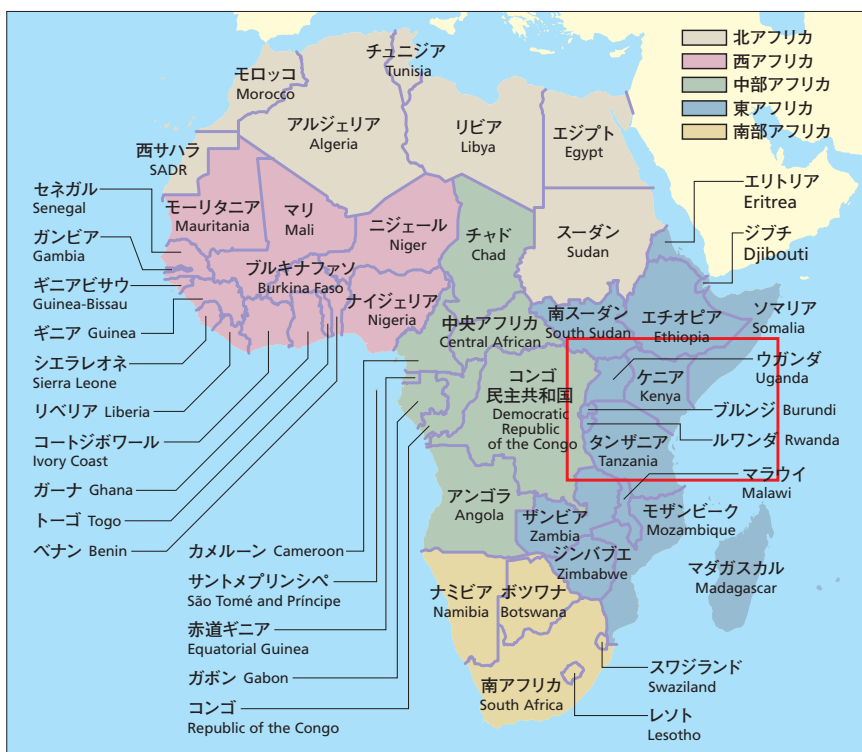 北アフリカ
西アフリカ
中部アフリカ
東アフリカ
南部アフリカ
チュニジア
Tunisia
モロッコ
Morocco
アルジェリア
Algeria
リビア
Libya
エジプト
Egypt
西サハラ
SADR
セネガル
Senegal
モーリタニア
Mauritania
マリ
Mali
ニジェール
Niger
チャド
Chad
スーダン
Sudan
エリトリア
Eritrea
ガンビア
Gambia
ジブチ
Djibouti
ブルキナファソ
Burkina Faso
ギニアビサウ
Guinea-Bissau
ナイジェリア
Nigeria
中央アフリカ
Central African
南スーダン
South Sudan
エチオピア
Ethiopia
ソマリア
Somalia
ギニア Guinea
シエラレオネ
Sierra Leone
コンゴ
民主共和国
Democratic
Republic
of the Congo
ウガンダ
Uganda
ケニア
Kenya
リベリア Liberia
ブルンジ Burundi
コートジボワール
Ivory Coast
ルワンダ Rwanda
タンザニア
Tanzania
ガーナ Ghana
マラウイ
Malawi
トーゴ Togo
アンゴラ
Angola
ザンビア
Zambia
モザンビーク
Mozambique
ベナン Benin
カメルーン Cameroon
ジンバブエ
Zimbabwe
マダガスカル
Madagascar
サントメプリンシペ
São Tomé and Príncipe
ナミビア
Namibia
ボツワナ
Botswana
赤道ギニア
Equatorial Guinea
ガボン Gabon
スワジランド
Swaziland
南アフリカ
South Africa
コンゴ
Republic of the Congo
レソト
Lesotho